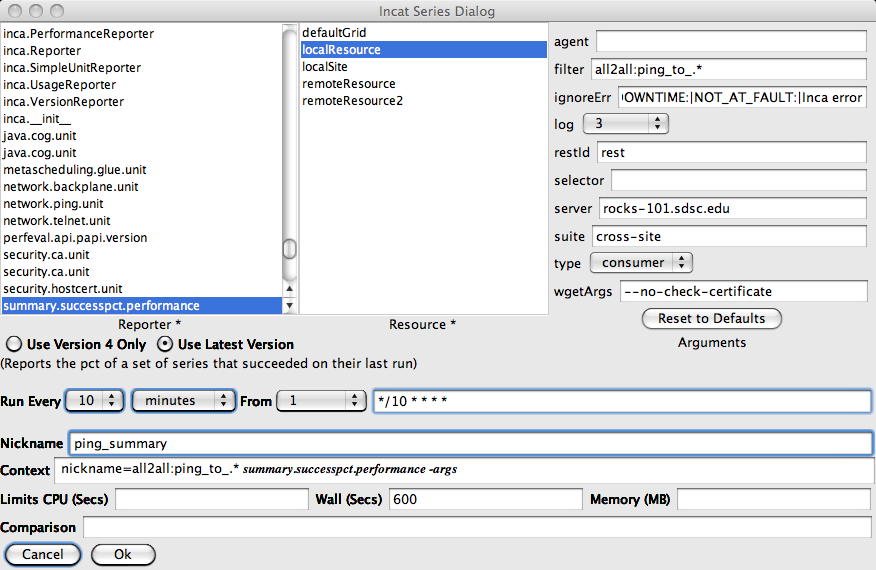 Incat Series Dialog
inca.PerformanceReporter
inca.Reporter
inca.SimpleUnitReporter
inca.UsageReporter
inca.VersionReporter
inca.__init__
java.cog.unit
java.cog.unit
metascheduling.glue.unit
network.backplane.unit
network.ping.unit
network.telnet.unit
perfeval.api.papi.version
security.ca.unit
security.ca.unit
security.hostcert.unit
summary.successpct.performance
Reporter *
defaultGrid
localResource
localSite
remoteResource
remoteResource2
Resource *
agent
filter all2all:ping_to_.*
ignoreErr OWNTIME:|NOT_AT_FAULT:|Inca error
log 3
restId rest
selector
server rocks-101.sdsc.edu
suite cross-site
type consumer
wgetArgs --no-check-certificate
Reset to Defaults
Arguments
Use Version 4 Only Use Latest Version
(Reports the pct of a set of series that succeeded on their last run)
Run Every 10 minutes From 1 */10 * * * *
Nickname ping_summary
Context nickname=all2all:ping_to_.* summary.successpct.performance -args
Limits CPU (Secs) Wall (Secs) 600 Memory (MB)
Comparison
Cancel Ok